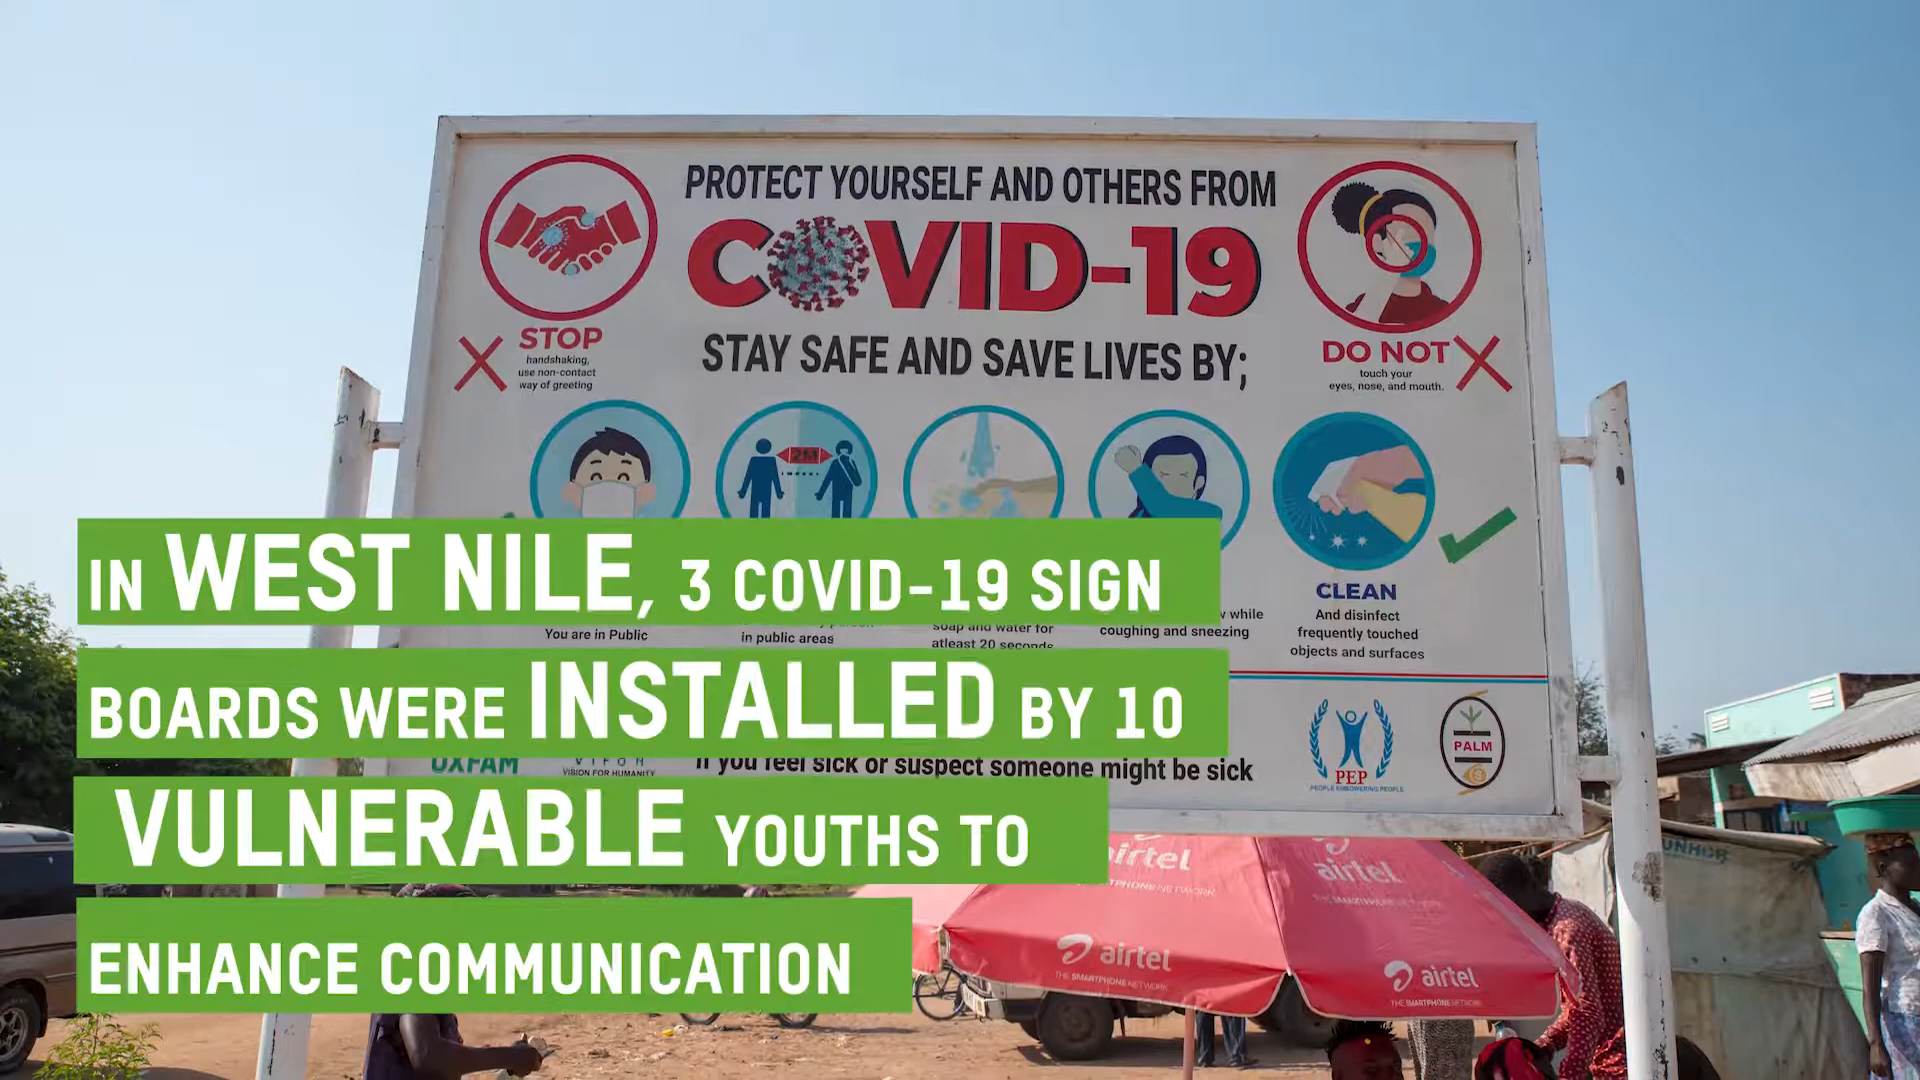 PROTECT YOURSELF AND OTHERS FROM
COVID-19
STAY SAFE AND SAVE LIVES BY;
STOP
handshaking,
use non-contact
way of greeting
DO NOT
touch your
eyes, nose, and mouth.
2M
You are in Public
in public areas
soap and water for
atleast 20 seconds
while
coughing and sneezing
CLEAN
And disinfect
frequently touched
objects and surfaces
IN WEST NILE, 3 COVID-19 SIGN
BOARDS WERE INSTALLED BY 10
VULNERABLE YOUTHS TO
ENHANCE COMMUNICATION
OXFAM
VISION FOR HUMANITY
If you feel sick or suspect someone might be sick
PEP
PEOPLE EMPOWERING PEOPLE
PALM
airtel
airtel
airtel
THE SMARTPHONE NETWORK
airtel
THE SMARTPHONE NETWORK
UNHCR